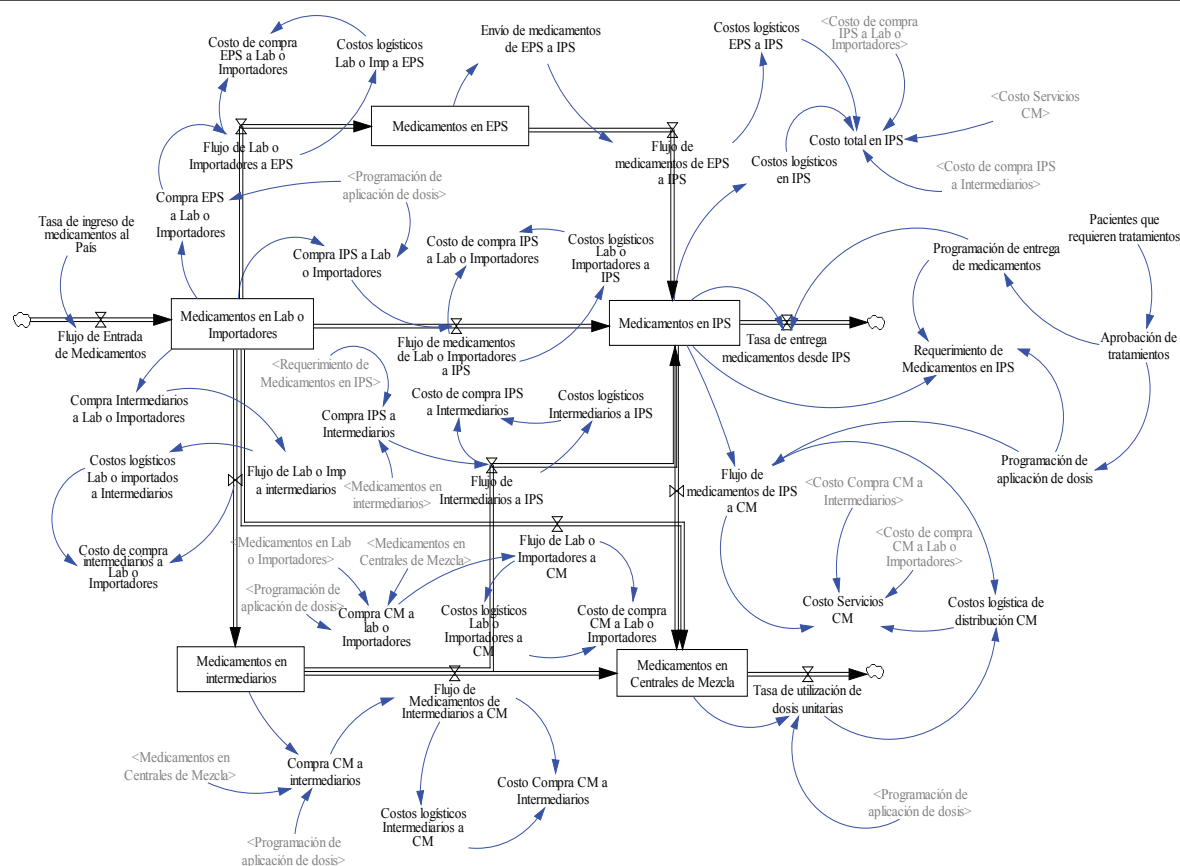 Costo de compra
EPS a Lab o
Importadores
Costos logísticos
Lab o Imp a EPS
Envío de medicamentos
de EPS a IPS
Costos logísticos
EPS a IPS
<Costo de compra
IPS a Lab o
Importadores>
<Costo Servicios
CM>
Medicamentos en EPS
Flujo de Lab o
Importadores a EPS
Flujo de
medicamentos de EPS
a IPS
Costo total en IPS
Costos logísticos
en IPS
<Costo de compra IPS
a Intermediarios>
<Programación de
aplicación de dosis>
Compra EPS
a Lab o
Importadores
Tasa de ingreso de
medicamentos al
País
Compra IPS a Lab
o Importadores
Costo de compra IPS
a Lab o Importadores
Costos logísticos
Lab o
Importadores a
IPS
Programación de entrega
de medicamentos
Pacientes que
requieren tratamientos
Flujo de Entrada
de Medicamentos
Medicamentos en Lab o
Importadores
Flujo de medicamentos
de Lab o Importadores
a IPS
Medicamentos en IPS
Tasa de entrega
medicamentos desde IPS
Aprobación de
tratamientos
Requerimiento de
Medicamentos en IPS
<Requerimiento de
Medicamentos en IPS>
Compra Intermediarios
a Lab o Importadores
Compra IPS a
Intermediarios
Costo de compra IPS
a Intermediarios
Costos logísticos
Intermediarios a IPS
Costos logísticos
Lab o importados
a Intermediarios
Flujo de Lab o Imp
a intermediarios
<Medicamentos en
intermediarios>
Flujo de
Intermediarios a IPS
Flujo de
medicamentos de IPS
a CM
Programación de
aplicación de dosis
<Costo Compra CM a
Intermediarios>
<Costo de compra
CM a Lab o
Importadores>
Costo de compra
intermediarios a
Lab o
Importadores
<Medicamentos en Lab
o Importadores>
<Medicamentos en
Centrales de Mezcla>
Flujo de Lab o
Importadores a
CM
<Programación de
aplicación de dosis>
Compra CM a
lab o
Importadores
Costos logísticos
Lab o
Importadores a
CM
Costo de compra
CM a Lab o
Importadores
Costo Servicios
CM
Costos logística de
distribución CM
Medicamentos en
intermediarios
Flujo de
Medicamentos de
Intermediarios a CM
Medicamentos en
Centrales de Mezcla
Tasa de utilización de
dosis unitarias
<Medicamentos en
Centrales de Mezcla>
Compra CM a
intermediarios
Costo Compra CM a
Intermediarios
Costos logísticos
Intermediarios a
CM
<Programación de
aplicación de dosis>
<Programación de
aplicación de dosis>